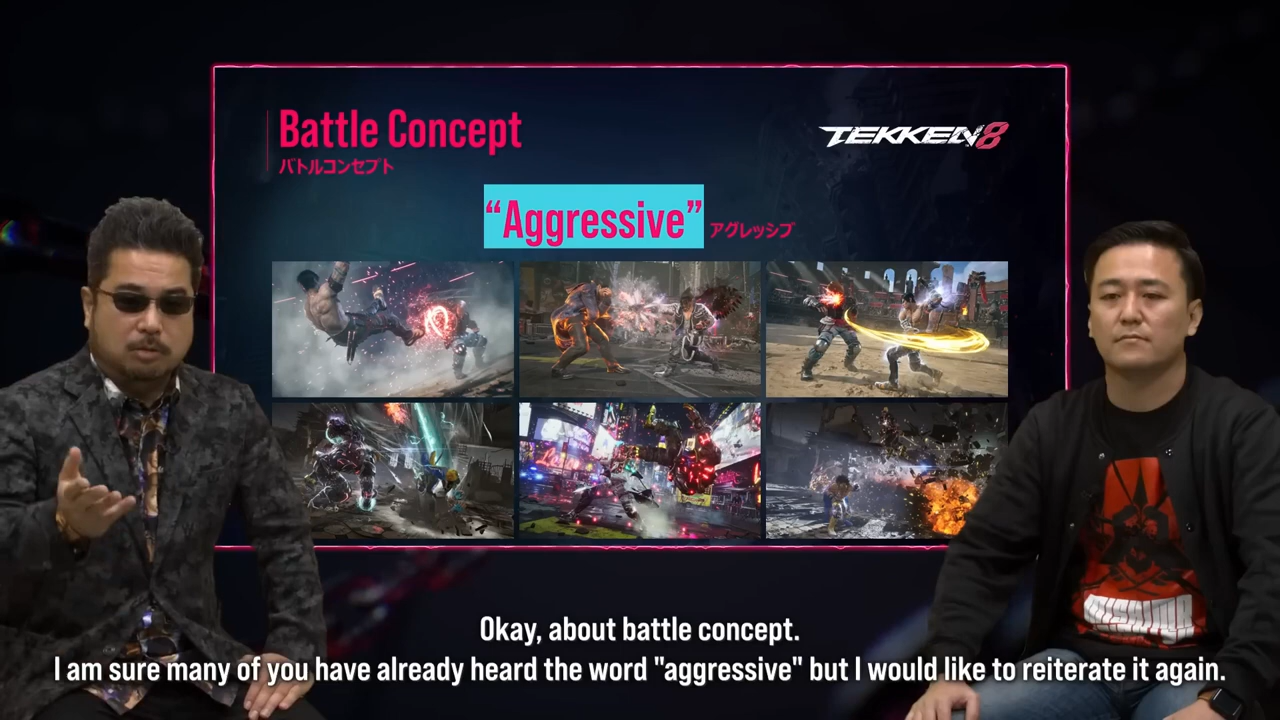 Battle Concept
バトルコンセプト
TEKKEN8
“Aggressive” アグレッシブ
Okay, about battle concept.
I am sure many of you have already heard the word "aggressive" but I would like to reiterate it again.